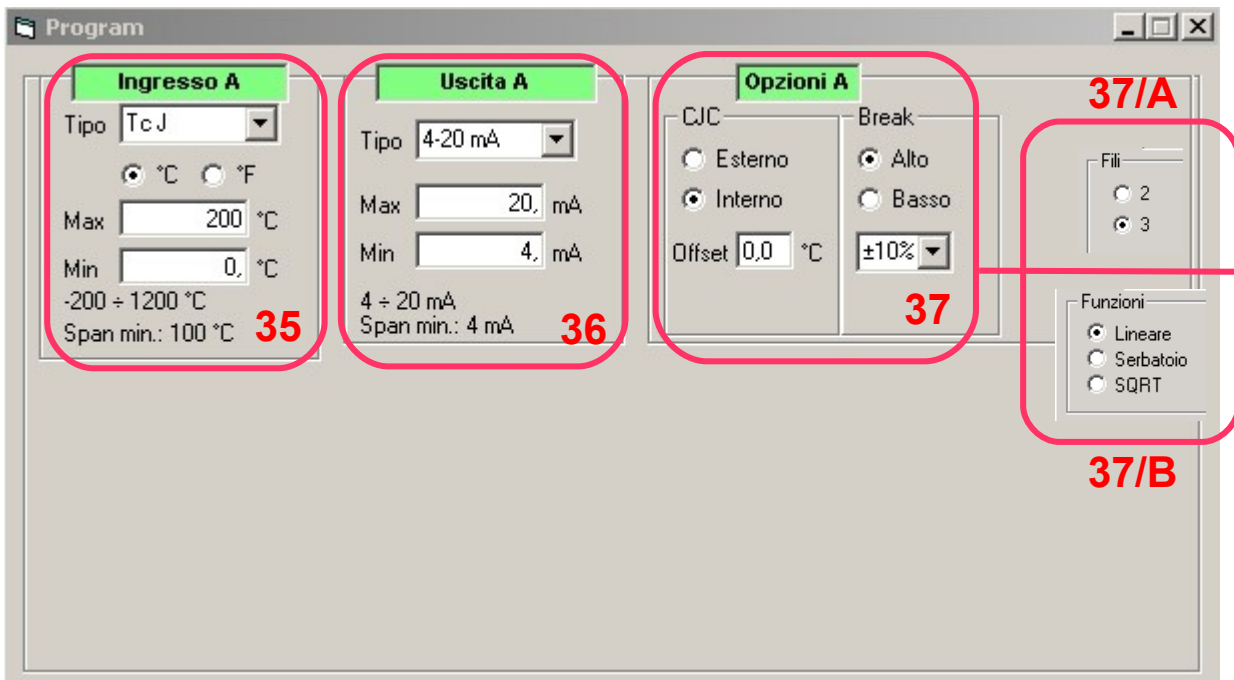 Program
Ingresso A
Tipo Tc J
°C °F
Max 200 °C
Min 0, °C
-200 ÷ 1200 °C
Span min.: 100 °C
35
Uscita A
Tipo 4-20 mA
Max 20, mA
Min 4, mA
4 ÷ 20 mA
Span min.: 4 mA
36
Opzioni A
CJC
Esterno
Interno
Offset 0,0 °C
Break
Alto
Basso
±10%
37
37/A
Fili
2
3
Funzioni
Lineare
Serbatoio
SQRT
37/B